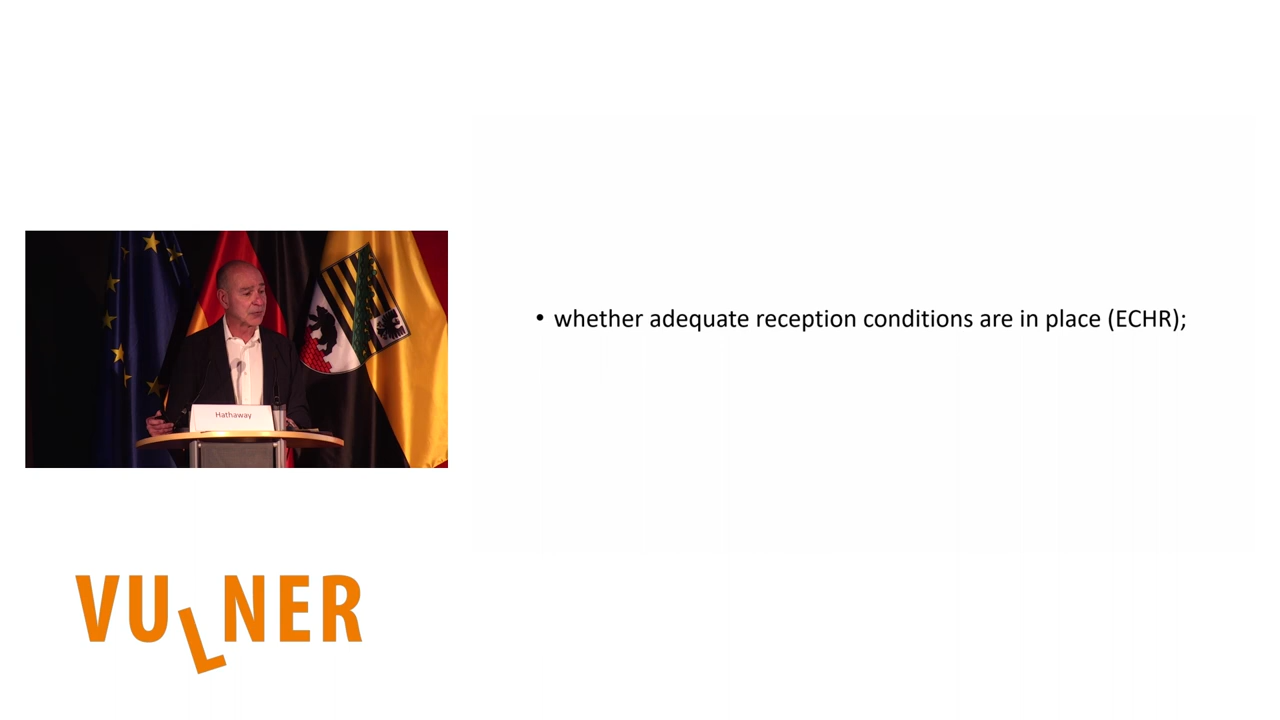 • whether adequate reception conditions are in place (ECHR);
Hathaway
VULNER